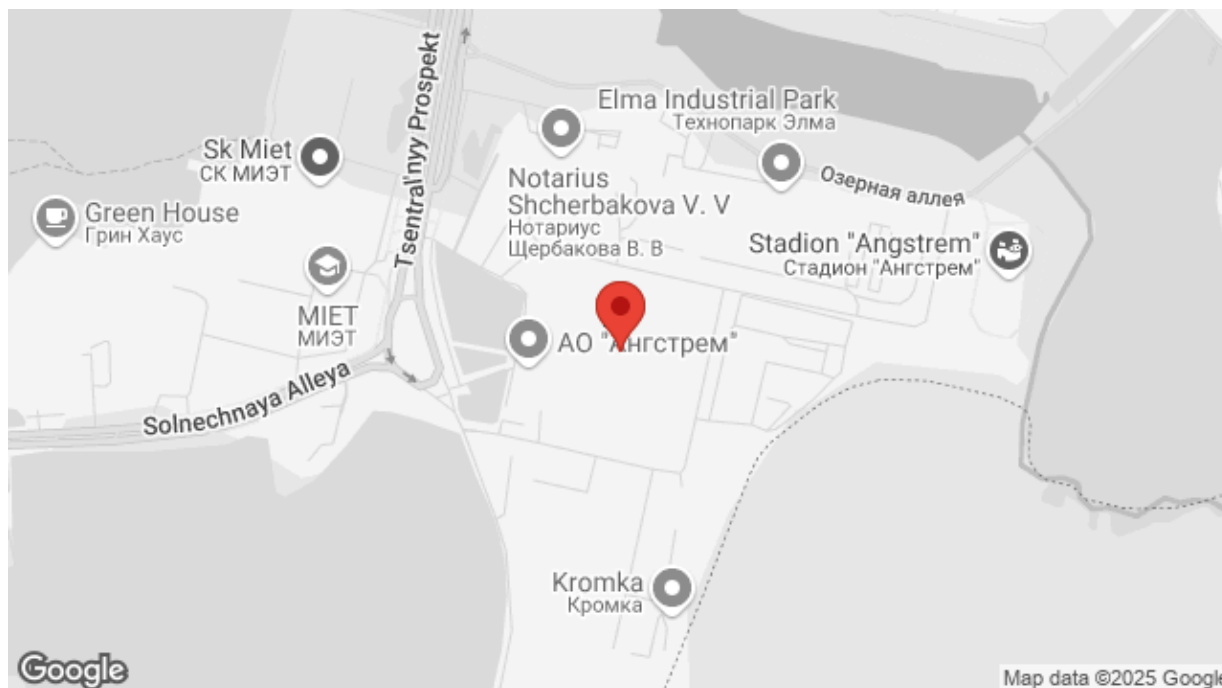 Tsentral'nyy Prospekt
Elma Industrial Park
Технопарк Элма
Sk Miet
СК МИЭТ
Озерная аллея
Notarius
Shcherbakova V. V
Нотариус
Щербакова В. В
Green House
Грин Хаус
Stadion "Angstrem"
Стадион "Ангстрем"
MIET
МИЭТ
АО "Ангстрем"
Solnechnaya Alleya
Kromka
Кромка
Google
Map data ©2025 Google